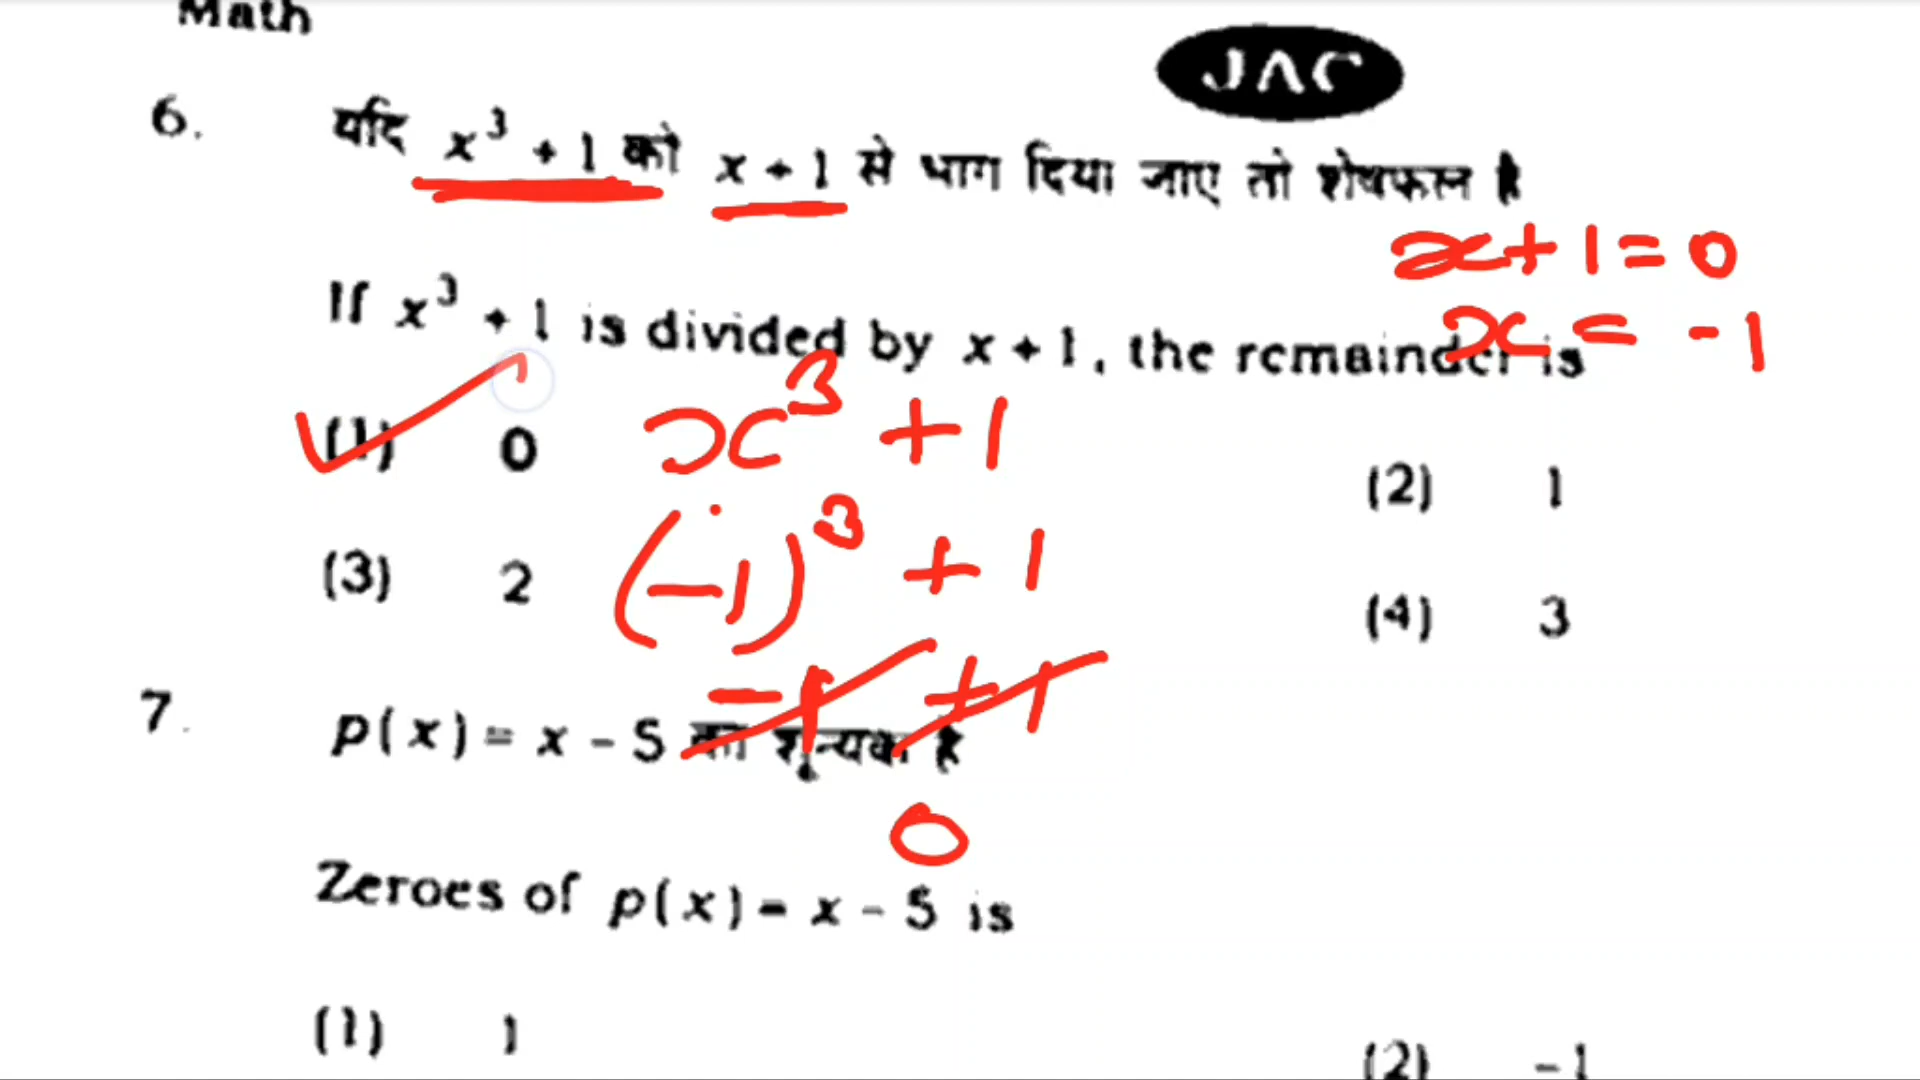 Math
JAC
6. यदि x³ + 1 को x + 1 से भाग दिया जाए तो शेषफल है
x+1=0
x = -1
If x³ + 1 is divided by x + 1, the remainder is
(1) 0
x³ + 1
(2) 1
(3) 2
(-1)³ + 1
(4) 3
-1 +1
7. p(x) = x - 5 का शून्यक है
0
Zeroes of p(x) = x - 5 is
(1) 1
(2) -1